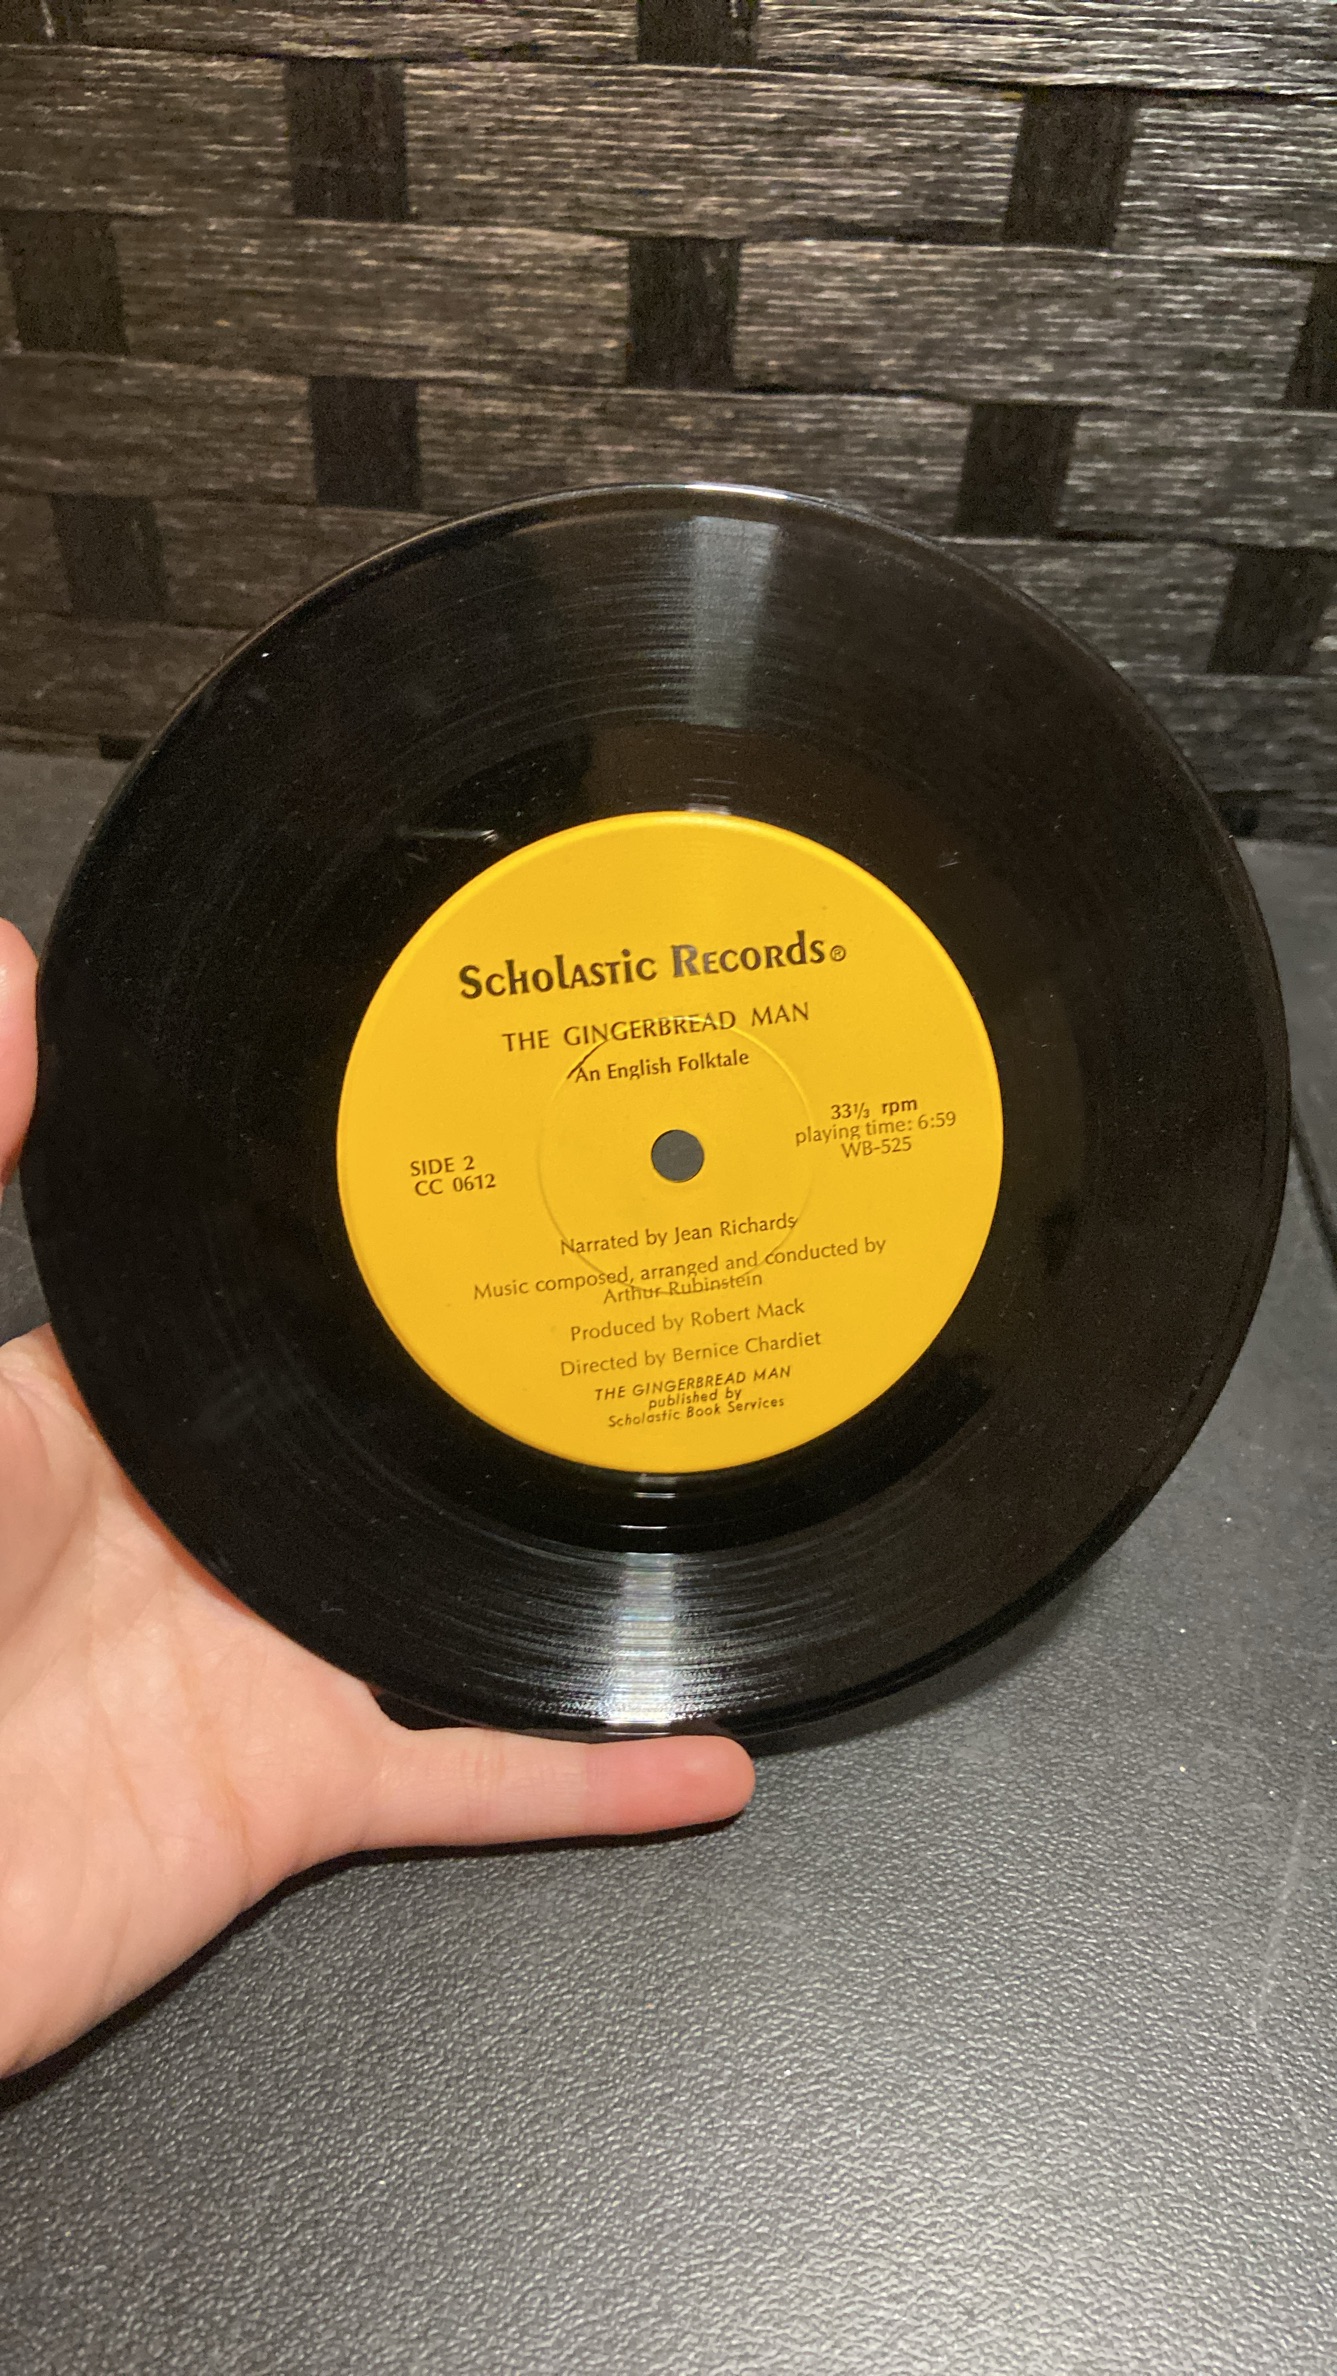 Scholastic Records®
THE GINGERBREAD MAN
An English Folktale
33⅓ rpm
playing time: 6:59
WB-525
SIDE 2
CC 0612
Narrated by Jean Richards
Music composed, arranged and conducted by
Arthur Rubinstein
Produced by Robert Mack
Directed by Bernice Chardiet
THE GINGERBREAD MAN
published by
Scholastic Book Services